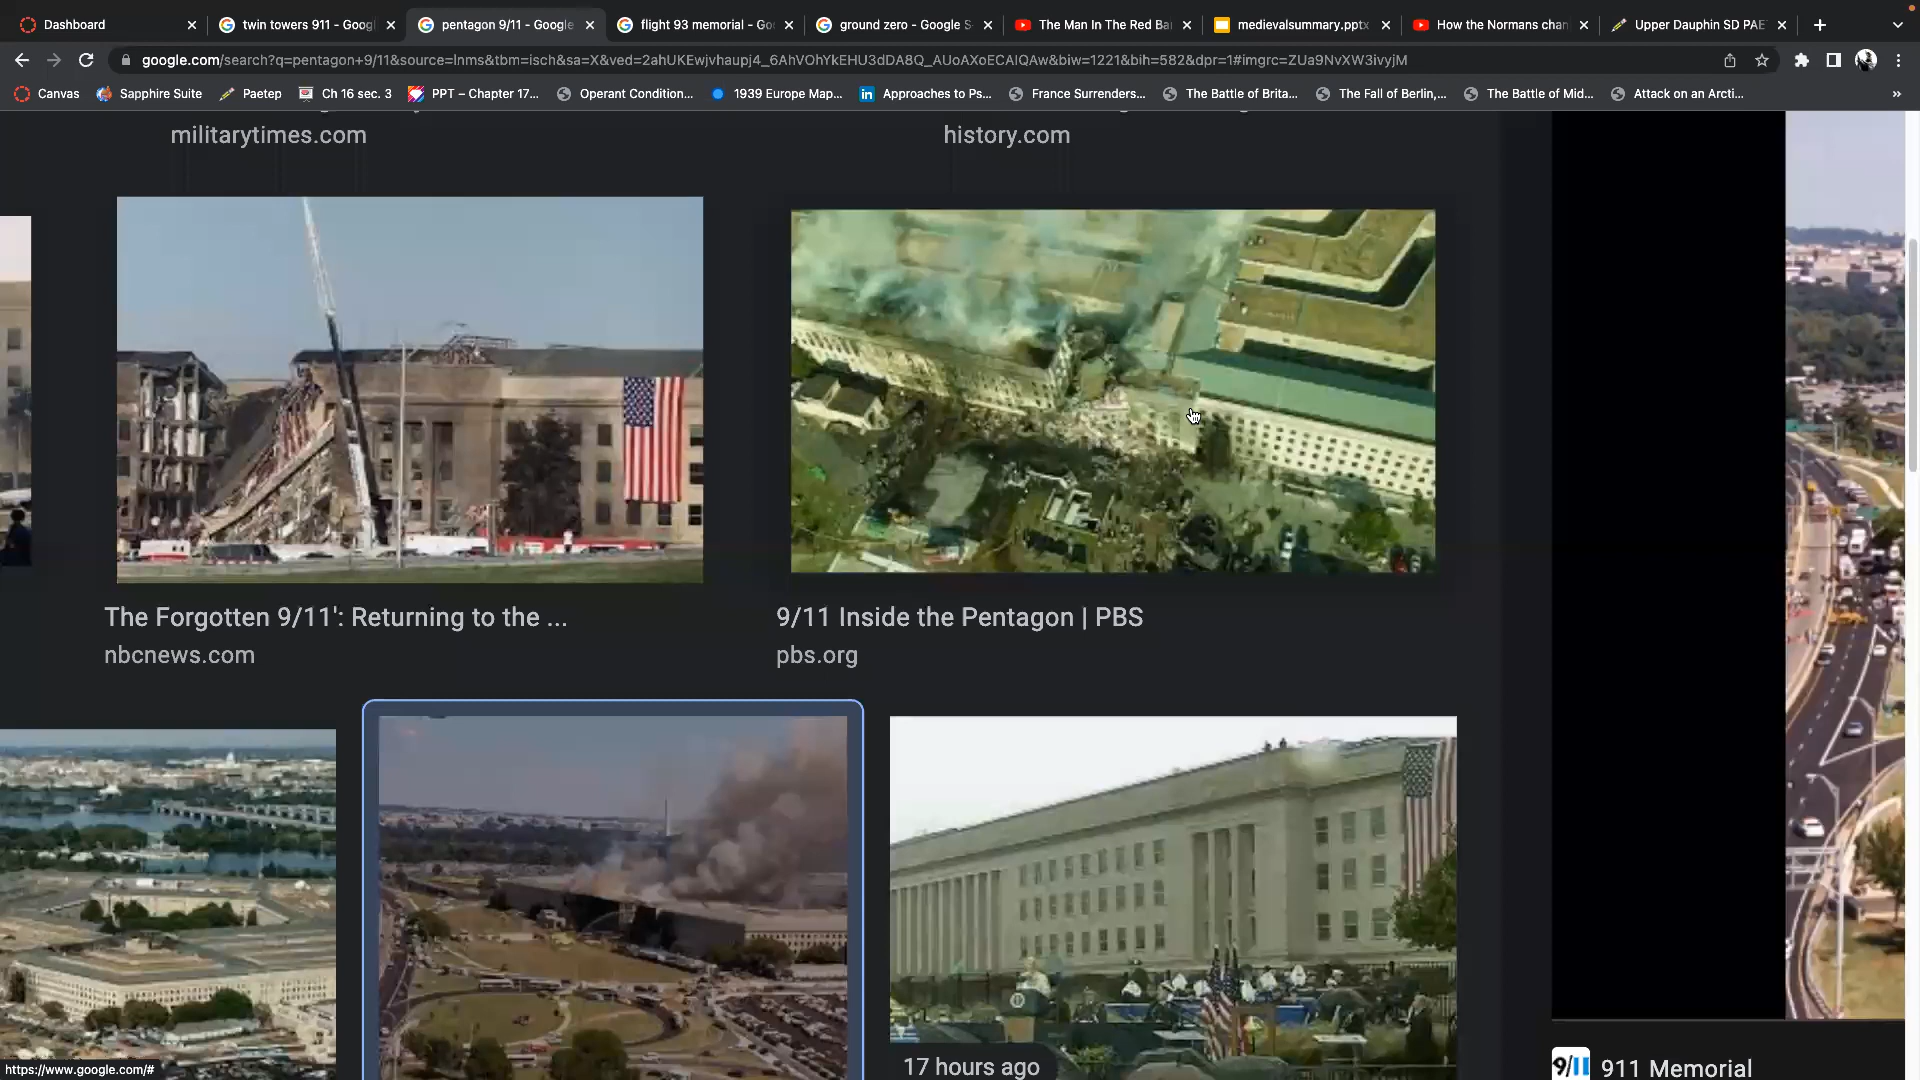 Dashboard
twin towers 911 - Googl
pentagon 9/11 - Google
flight 93 memorial - Go
ground zero - Google S
The Man In The Red Ba
medievalsummary.pptx
How the Normans chan
Upper Dauphin SD PAE
google.com/search?q=pentagon+9/11&source=lnms&tbm=isch&sa=X&ved=2ahUKEwjvhaupj4_6AhVOhYkEHU3dDA8Q_AUoAXoECAIQAw&biw=1221&bih=582&dpr=1#imgrc=ZUa9NvXW3ivyjM
Canvas
Sapphire Suite
Paetep
Ch 16 sec. 3
PPT – Chapter 17...
Operant Condition...
1939 Europe Map...
Approaches to Ps...
France Surrenders...
The Battle of Brita...
The Fall of Berlin,...
The Battle of Mid...
Attack on an Arcti...
militarytimes.com
history.com
The Forgotten 9/11': Returning to the ...
nbcnews.com
9/11 Inside the Pentagon | PBS
pbs.org
17 hours ago
https://www.google.com/#
9/11
911 Memorial